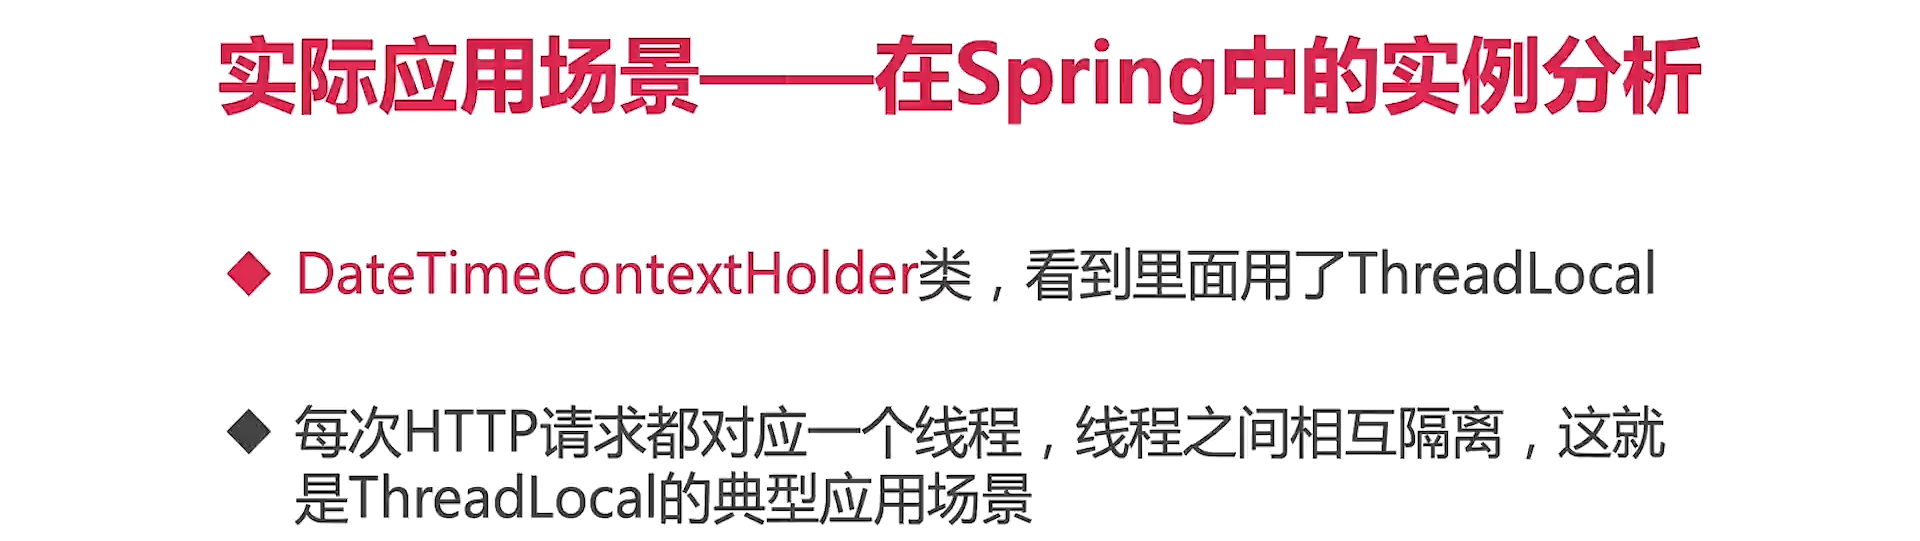 实际应用场景——在Spring中的实例分析
DateTimeContextHolder类，看到里面用了ThreadLocal
每次HTTP请求都对应一个线程，线程之间相互隔离，这就
是ThreadLocal的典型应用场景